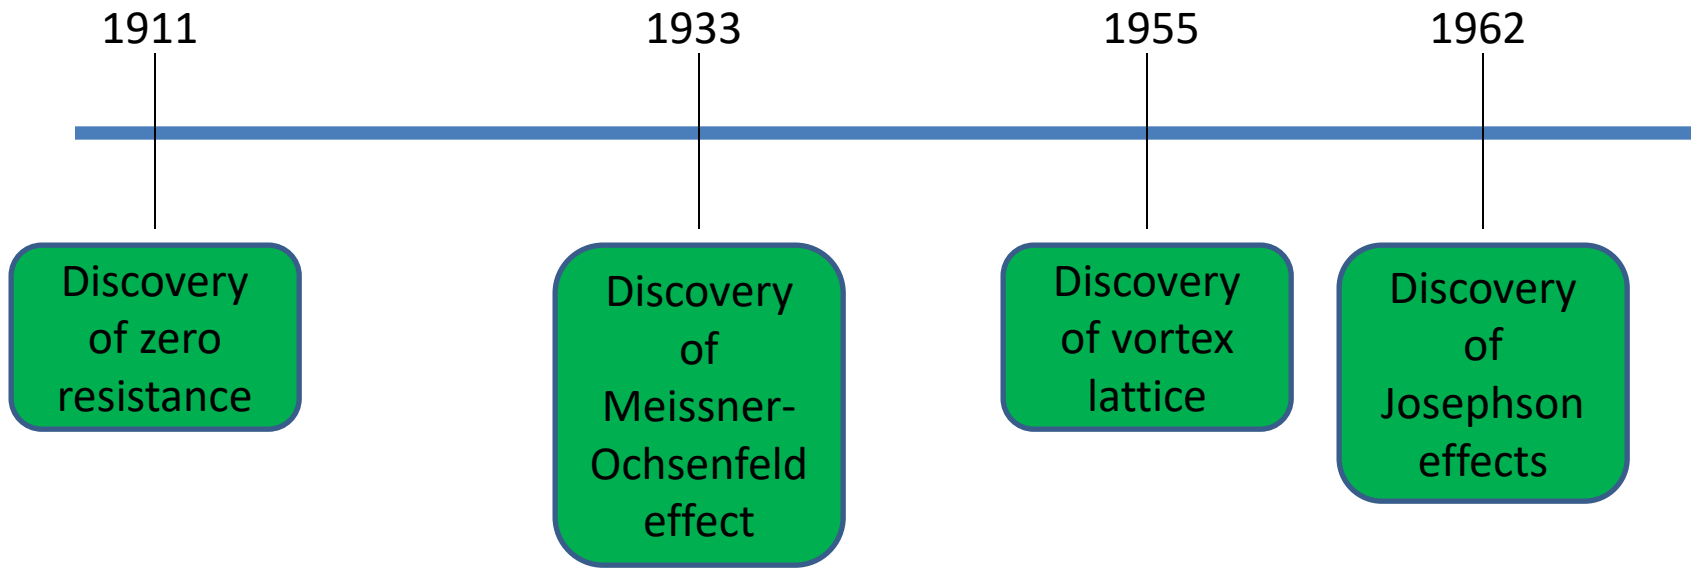 1911
1933
1955
1962
Discovery
of zero
resistance
Discovery
of
Meissner-
Ochsenfeld
effect
Discovery
of vortex
lattice
Discovery
of
Josephson
effects